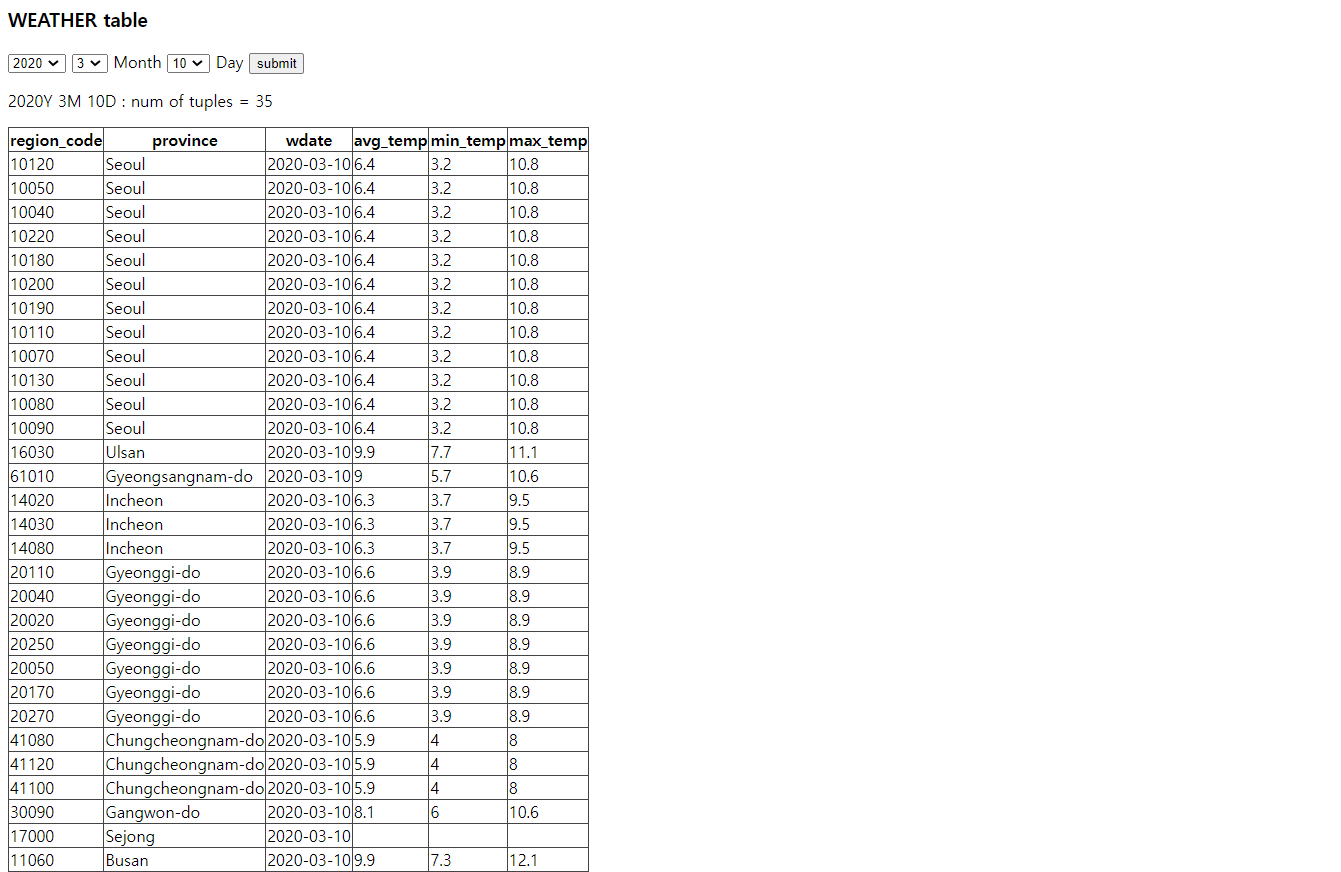 WEATHER table
2020 3 Month 10 Day submit
2020Y 3M 10D : num of tuples = 35
region_code province wdate avg_temp min_temp max_temp
10120 Seoul 2020-03-10 6.4 3.2 10.8
10050 Seoul 2020-03-10 6.4 3.2 10.8
10040 Seoul 2020-03-10 6.4 3.2 10.8
10220 Seoul 2020-03-10 6.4 3.2 10.8
10180 Seoul 2020-03-10 6.4 3.2 10.8
10200 Seoul 2020-03-10 6.4 3.2 10.8
10190 Seoul 2020-03-10 6.4 3.2 10.8
10110 Seoul 2020-03-10 6.4 3.2 10.8
10070 Seoul 2020-03-10 6.4 3.2 10.8
10130 Seoul 2020-03-10 6.4 3.2 10.8
10080 Seoul 2020-03-10 6.4 3.2 10.8
10090 Seoul 2020-03-10 6.4 3.2 10.8
16030 Ulsan 2020-03-10 9.9 7.7 11.1
61010 Gyeongsangnam-do 2020-03-10 9 5.7 10.6
14020 Incheon 2020-03-10 6.3 3.7 9.5
14030 Incheon 2020-03-10 6.3 3.7 9.5
14080 Incheon 2020-03-10 6.3 3.7 9.5
20110 Gyeonggi-do 2020-03-10 6.6 3.9 8.9
20040 Gyeonggi-do 2020-03-10 6.6 3.9 8.9
20020 Gyeonggi-do 2020-03-10 6.6 3.9 8.9
20250 Gyeonggi-do 2020-03-10 6.6 3.9 8.9
20050 Gyeonggi-do 2020-03-10 6.6 3.9 8.9
20170 Gyeonggi-do 2020-03-10 6.6 3.9 8.9
20270 Gyeonggi-do 2020-03-10 6.6 3.9 8.9
41080 Chungcheongnam-do 2020-03-10 5.9 4 8
41120 Chungcheongnam-do 2020-03-10 5.9 4 8
41100 Chungcheongnam-do 2020-03-10 5.9 4 8
30090 Gangwon-do 2020-03-10 8.1 6 10.6
17000 Sejong 2020-03-10
11060 Busan 2020-03-10 9.9 7.3 12.1